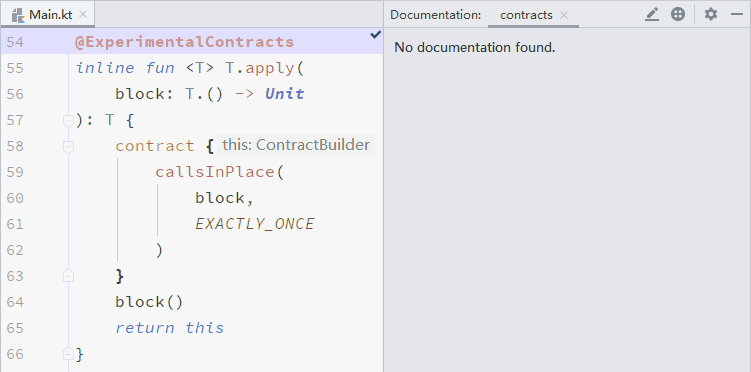 Main.kt
Documentation: contracts
No documentation found.
54 @ExperimentalContracts
55 inline fun <T> T.apply(
56 block: T.() -> Unit
57 ): T {
58 contract { this: ContractBuilder
59 callsInPlace(
60 block,
61 EXACTLY_ONCE
62 )
63 }
64 block()
65 return this
66 }